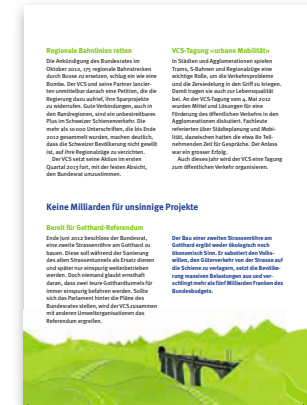 Regionale Bahnlinien retten
Die Ankündigung des Bundesrates im
Oktober 2012, 175 regionale Bahnstrecken
durch Busse zu ersetzen, schlug ein wie eine
Bombe. Der VCS und seine Partner lancier-
ten unmittelbar danach eine Petition, die die
Regierung dazu aufrief, ihre Sparprojekte
zu widerrufen. Gute Verbindungen, auch in
den Randregionen, sind ein unbestreitbares
Plus im Schweizer Schienenverkehr. Die
mehr als 10 000 Unterschriften, die bis Ende
2012 gesammelt wurden, machen deutlich,
dass die Schweizer Bevölkerung nicht gewillt
ist, auf ihre Regionalzüge zu verzichten.
Der VCS setzt seine Aktion im ersten
Quartal 2013 fort, mit der festen Absicht,
den Bundesrat umzustimmen.
VCS-Tagung «urbane Mobilität»
In Städten und Agglomerationen spielen
Trams, S-Bahnen und Regionalzüge eine
wichtige Rolle, um die Verkehrsprobleme
und die Zersiedelung in den Griff zu kriegen.
Damit tragen sie auch zur Lebensqualität
bei. An der VCS-Tagung vom 4. Mai 2012
wurden Mittel und Lösungen für eine
Förderung des öffentlichen Verkehrs in den
Agglomerationen diskutiert. Fachleute
referierten über Städteplanung und Mobi-
lität, dazwischen hatten die etwa 80 Teil-
nehmenden Zeit für Gespräche. Der Anlass
war ein grosser Erfolg.
Auch dieses Jahr wird der VCS eine Tagung
zum öffentlichen Verkehr organisieren.
Keine Milliarden für unsinnige Projekte
Bereit für Gotthard-Referendum
Ende Juni 2012 beschloss der Bundesrat,
eine zweite Strassenröhre am Gotthard zu
bauen. Diese soll während der Sanierung
des alten Strassentunnels als Ersatz dienen
und später nur einspurig weiterbetrieben
werden. Doch niemand glaubt ernsthaft
daran, dass zwei teure Gotthardtunnels für
immer einspurig befahren werden. Sollte
sich das Parlament hinter die Pläne des
Bundesrates stellen, wird der VCS zusammen
mit anderen Umweltorganisationen das
Referendum ergreifen.
Der Bau einer zweiten Strassenröhre am
Gotthard ergibt weder ökologisch noch
ökonomisch Sinn. Er sabotiert den Volks-
willen, den Güterverkehr von der Strasse auf
die Schiene zu verlagern, setzt die Bevölke-
rung massiven Belastungen aus und ver-
schlingt mehr als fünf Milliarden Franken des
Bundesbudgets.